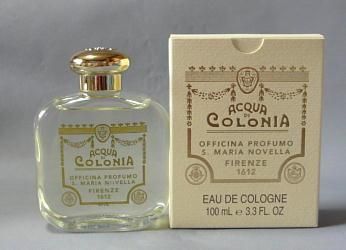 ACQUA
DI
COLONIA
OFFICINA PROFUMO
S. MARIA NOVELLA
FIRENZE
1612
ACQUA
DI
COLONIA
OFFICINA PROFUMO
S. MARIA NOVELLA
FIRENZE
1612
EAU DE COLOGNE
100 mL e 3.3 FL OZ